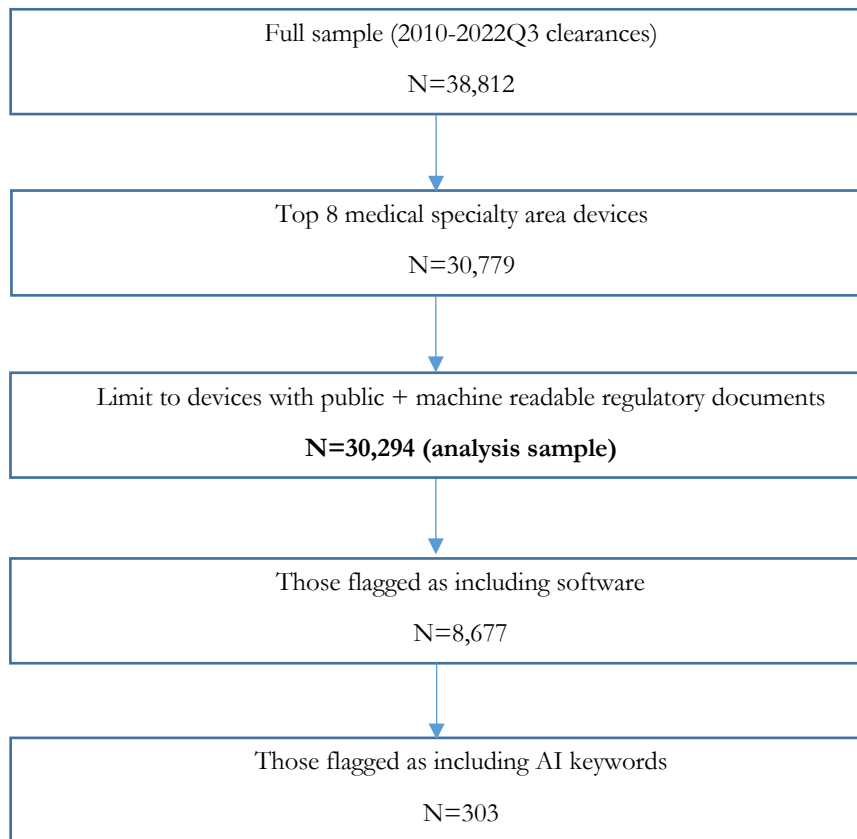 Full sample (2010-2022Q3 clearances)
N=38,812
Top 8 medical specialty area devices
N=30,779
Limit to devices with public + machine readable regulatory documents
N=30,294 (analysis sample)
Those flagged as including software
N=8,677
Those flagged as including AI keywords
N=303